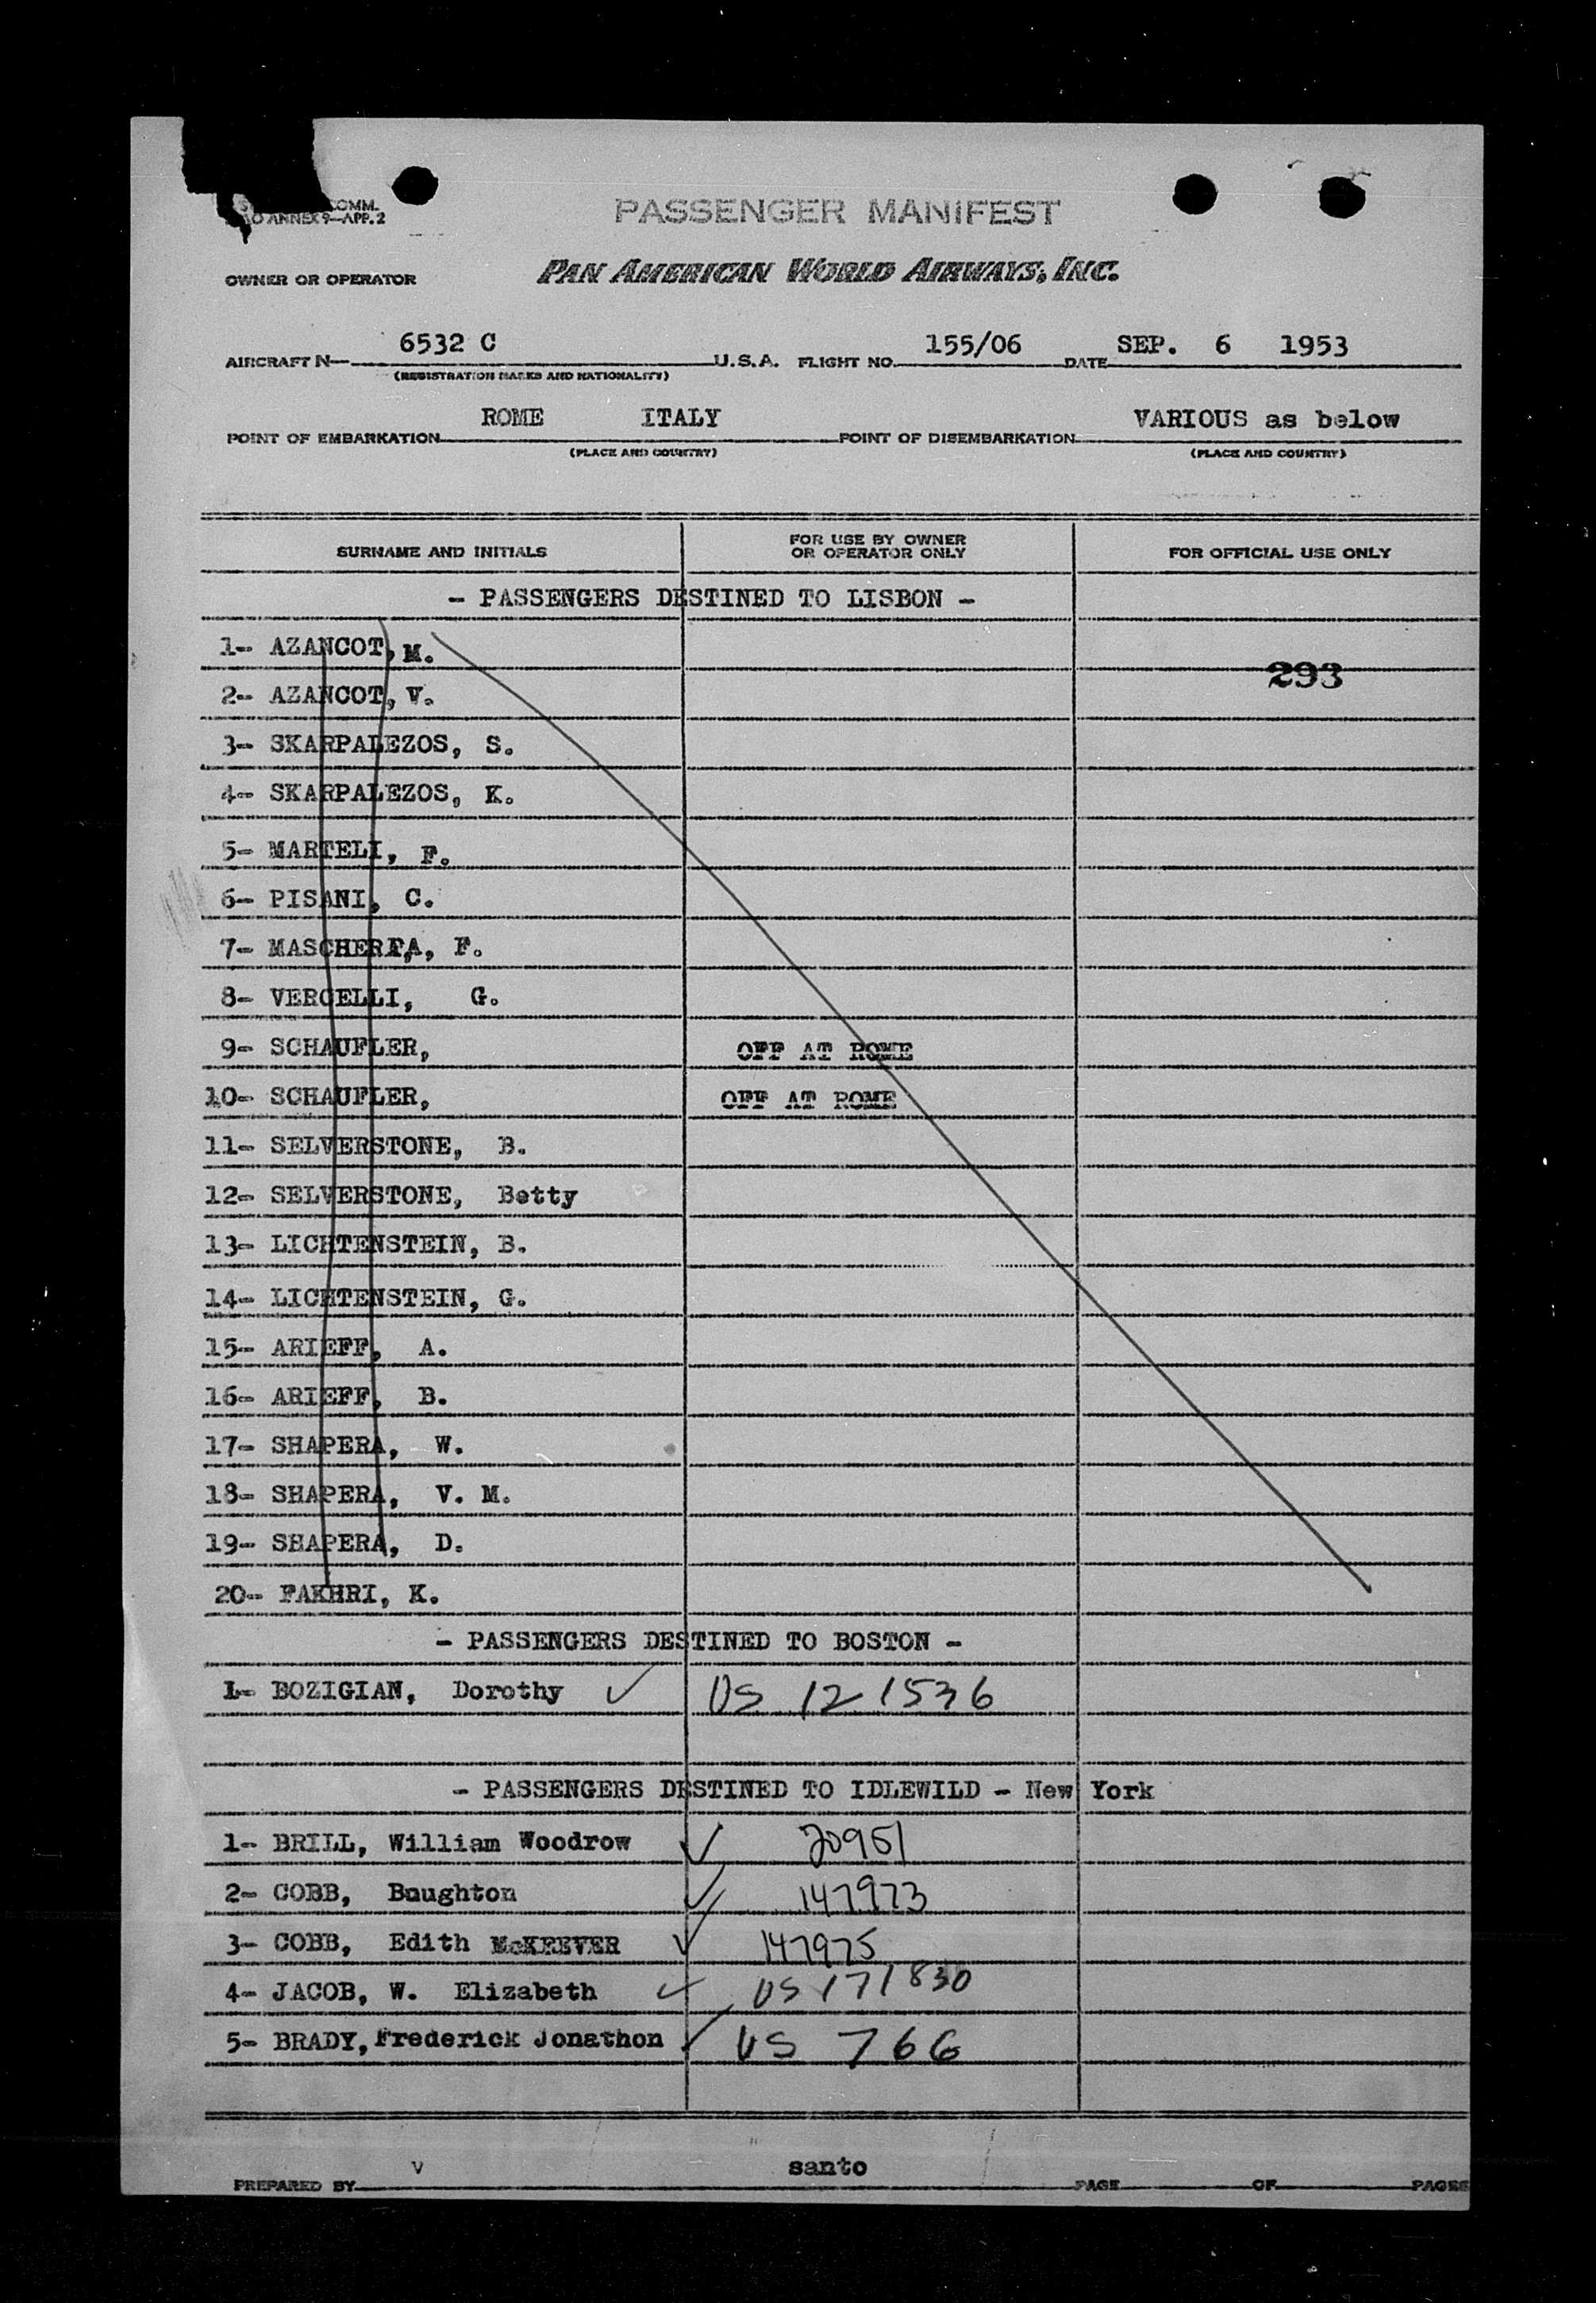 COMM.
O ANNEX 9—APP. 2
PASSENGER MANIFEST
OWNER OR OPERATOR PAN AMERICAN WORLD AIRWAYS, INC.
AIRCRAFT N— 6532 C U.S.A. FLIGHT NO. 155/06 DATE SEP. 6 1953
(REGISTRATION MARKS AND NATIONALITY)
POINT OF EMBARKATION ROME ITALY POINT OF DISEMBARKATION VARIOUS as below
(PLACE AND COUNTRY) (PLACE AND COUNTRY)
SURNAME AND INITIALS FOR USE BY OWNER OR OPERATOR ONLY FOR OFFICIAL USE ONLY
- PASSENGERS DESTINED TO LISBON -
1- AZANCOT, M.
293
2- AZANCOT, V.
3- SKARPALEZOS, S.
4- SKARPALEZOS, K.
5- MARTELI, F.
6- PISANI, C.
7- F.
8- VERCELLI, G.
9- SCHAUFLER, OFF AT ROME
10- SCHAUFLER, OFF AT ROME
11- SELVERSTONE, B.
12- SELVERSTONE, Betty
13- LICHTENSTEIN, B.
14- LICHTENSTEIN, G.
15- ARIEFF, A.
16- ARIEFF, B.
17- SHAPERA, W.
18- SHAPERA, V. M.
19- SHAPERA, D.
20- FAKHRI, K.
- PASSENGERS DESTINED TO BOSTON -
1- BOZIGIAN, Dorothy ✓ US 121536
- PASSENGERS DESTINED TO IDLEWILD - New York
1- BRILL, William Woodrow ✓ 20951
2- COBB, Boughton ✓ 147973
3- COBB, Edith McKEEVER ✓ 147975
4- JACOB, W. Elizabeth ✓ US 171830
5- BRADY, Frederick Jonathon ✓ US 766
PREPARED BY v santo PAGE OF PAGES